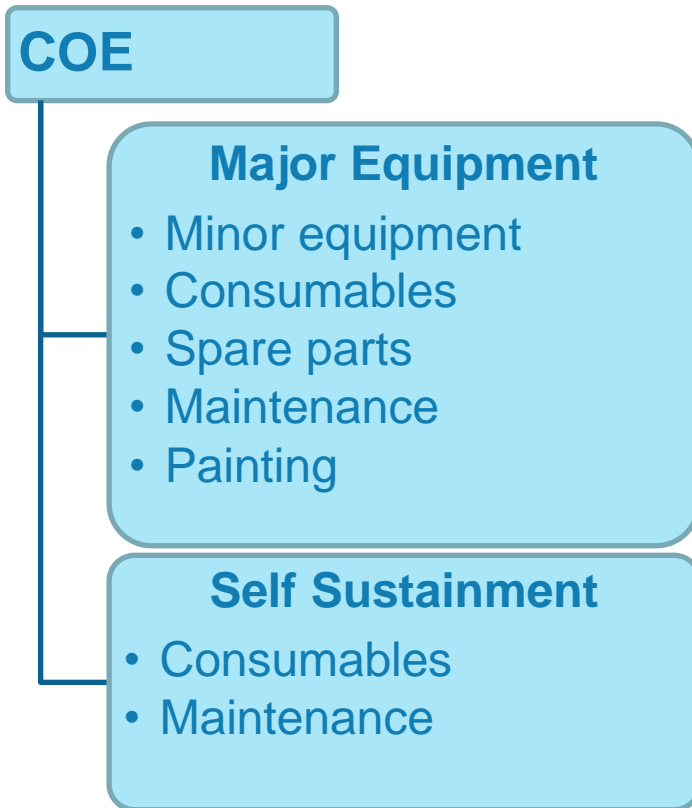 COE
Major Equipment
• Minor equipment
• Consumables
• Spare parts
• Maintenance
• Painting
Self Sustainment
• Consumables
• Maintenance